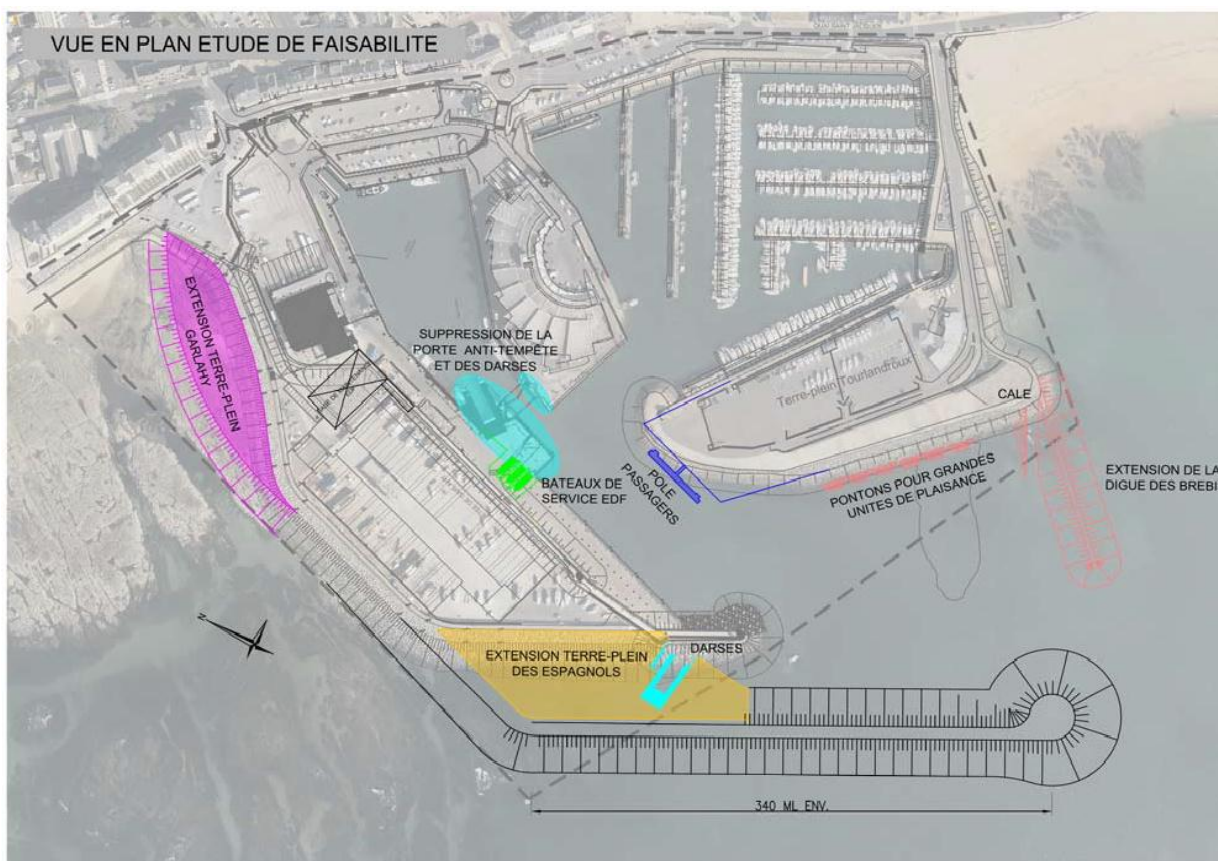 VUE EN PLAN ETUDE DE FAISABILITE
EXTENSION TERRE-PLEIN
GARLAHY
SUPPRESSION DE LA
PORTE ANTI-TEMPÊTE
ET DES DARSES
BATEAUX DE
SERVICE EDF
Terre-plein Tourlandroux
CALE
POLE
PASSAGERS
PONTONS POUR GRANDES
UNITES DE PLAISANCE
EXTENSION DE LA
DIGUE DES BREBI
N
EXTENSION TERRE-PLEIN
DES ESPAGNOLS
DARSES
340 ML ENV.